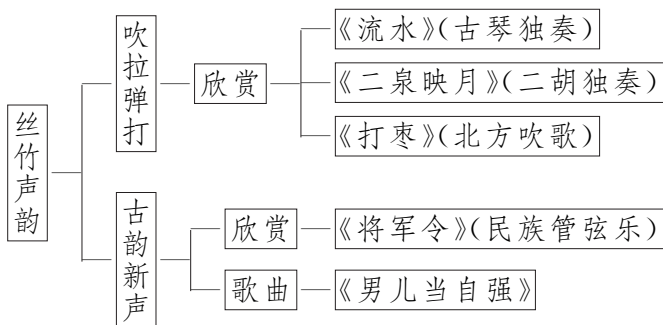 丝竹声韵
吹拉弹打
欣赏
《流水》(古琴独奏)
《二泉映月》(二胡独奏)
《打枣》(北方吹歌)
古韵新声
欣赏
《将军令》(民族管弦乐)
歌曲
《男儿当自强》